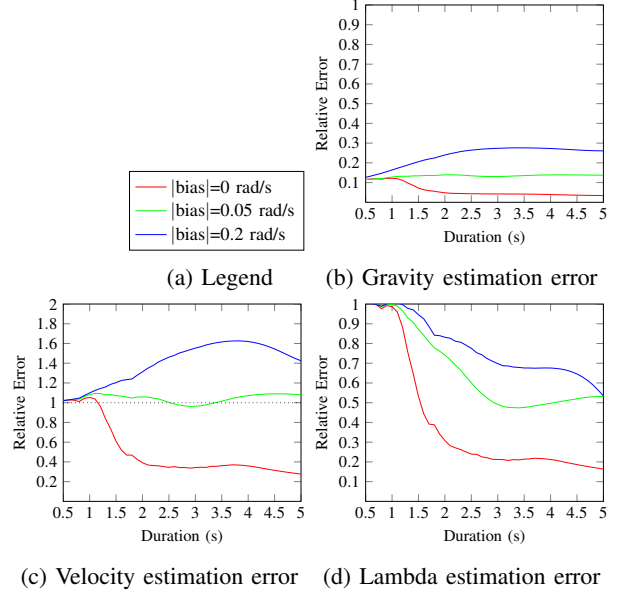 1
0.9
0.8
0.7
0.6
0.5
0.4
0.3
0.2
0.1
Relative Error
0.5 1 1.5 2 2.5 3 3.5 4 4.5 5
Duration (s)
|bias|=0 rad/s
|bias|=0.05 rad/s
|bias|=0.2 rad/s
(a) Legend
(b) Gravity estimation error
2
1.8
1.6
1.4
1.2
1
0.8
0.6
0.4
0.2
Relative Error
0.5 1 1.5 2 2.5 3 3.5 4 4.5 5
Duration (s)
(c) Velocity estimation error
1
0.9
0.8
0.7
0.6
0.5
0.4
0.3
0.2
0.1
Relative Error
0.5 1 1.5 2 2.5 3 3.5 4 4.5 5
Duration (s)
(d) Lambda estimation error